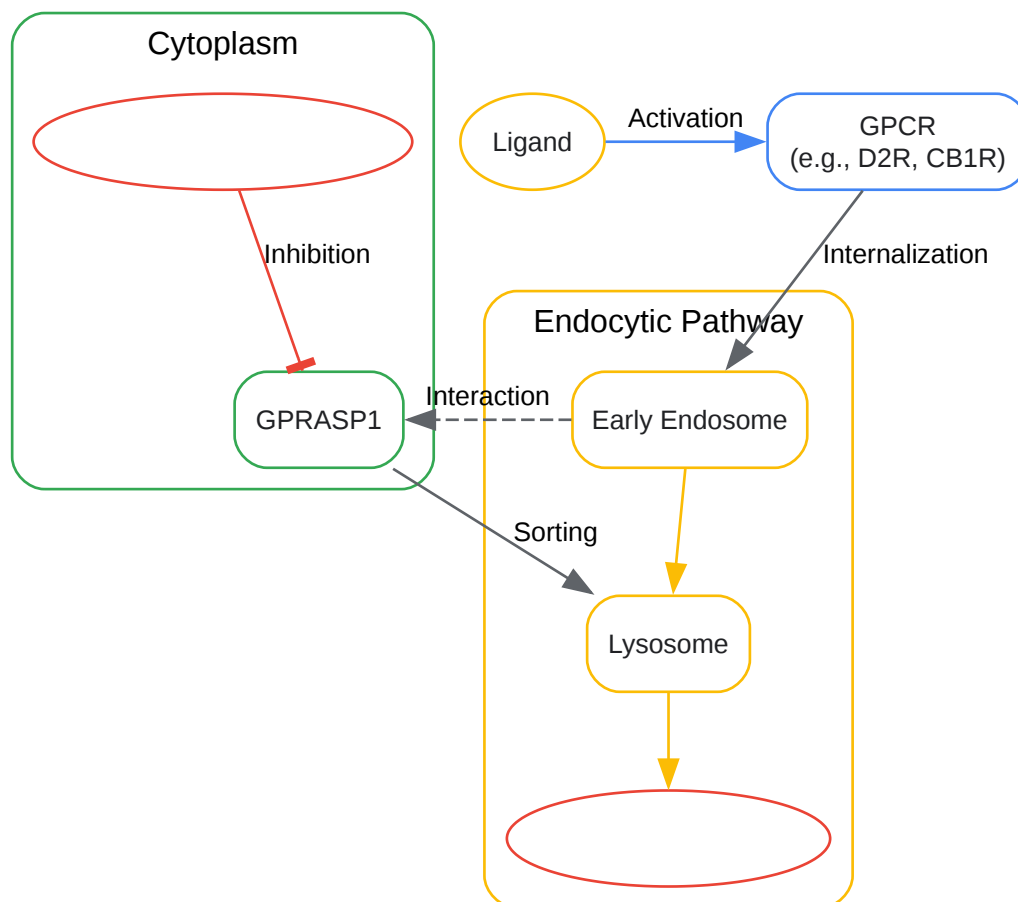 Cytoplasm
Ligand
Activation
GPCR
(e.g., D2R, CB1R)
Inhibition
Internalization
Endocytic Pathway
GPRASP1
Interaction
Early Endosome
Sorting
Lysosome